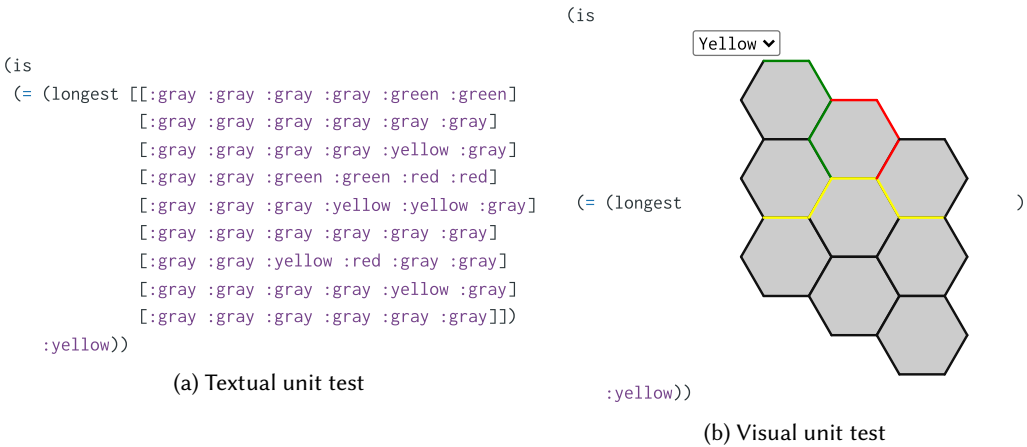 (is
(= (longest [[:gray :gray :gray :gray :green :green]
[:gray :gray :gray :gray :gray :gray]
[:gray :gray :gray :gray :yellow :gray]
[:gray :gray :green :green :red :red]
[:gray :gray :gray :yellow :yellow :gray]
[:gray :gray :gray :gray :gray :gray]
[:gray :gray :yellow :red :gray :gray]
[:gray :gray :gray :gray :yellow :gray]
[:gray :gray :gray :gray :gray :gray]])
:yellow))
(a) Textual unit test
(is
Yellow
(= (longest )
:yellow))
(b) Visual unit test